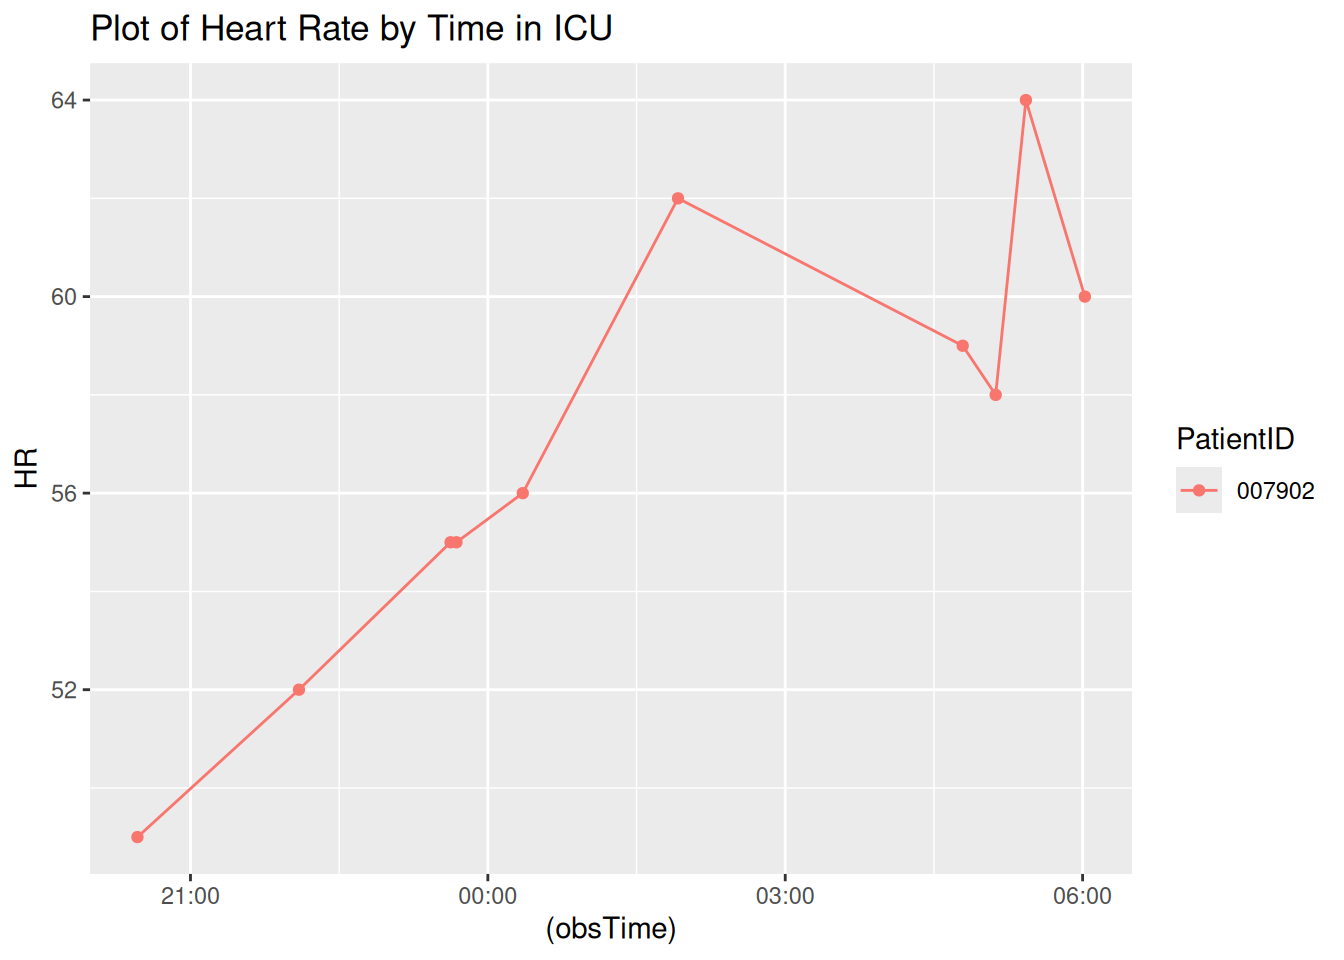 Plot of Heart Rate by Time in ICU
HR
64
60
56
52
21:00 00:00 03:00 06:00
(obsTime)
PatientID
007902